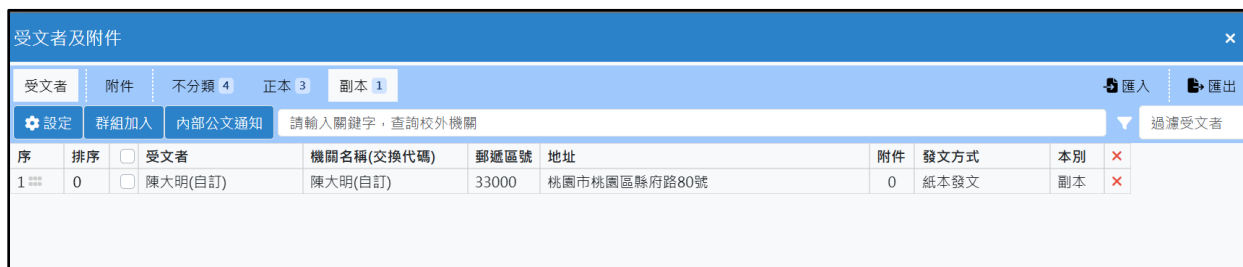 受文者及附件 ×
受文者 附件 不分類 4 正本 3 副本 1 匯入 匯出
設定 群組加入 內部公文通知 請輸入關鍵字，查詢校外機關 過濾受文者
序 排序 受文者 機關名稱(交換代碼) 郵遞區號 地址 附件 發文方式 本別 ×
1 0 陳大明(自訂) 陳大明(自訂) 33000 桃園市桃園區縣府路80號 0 紙本發文 副本 ×